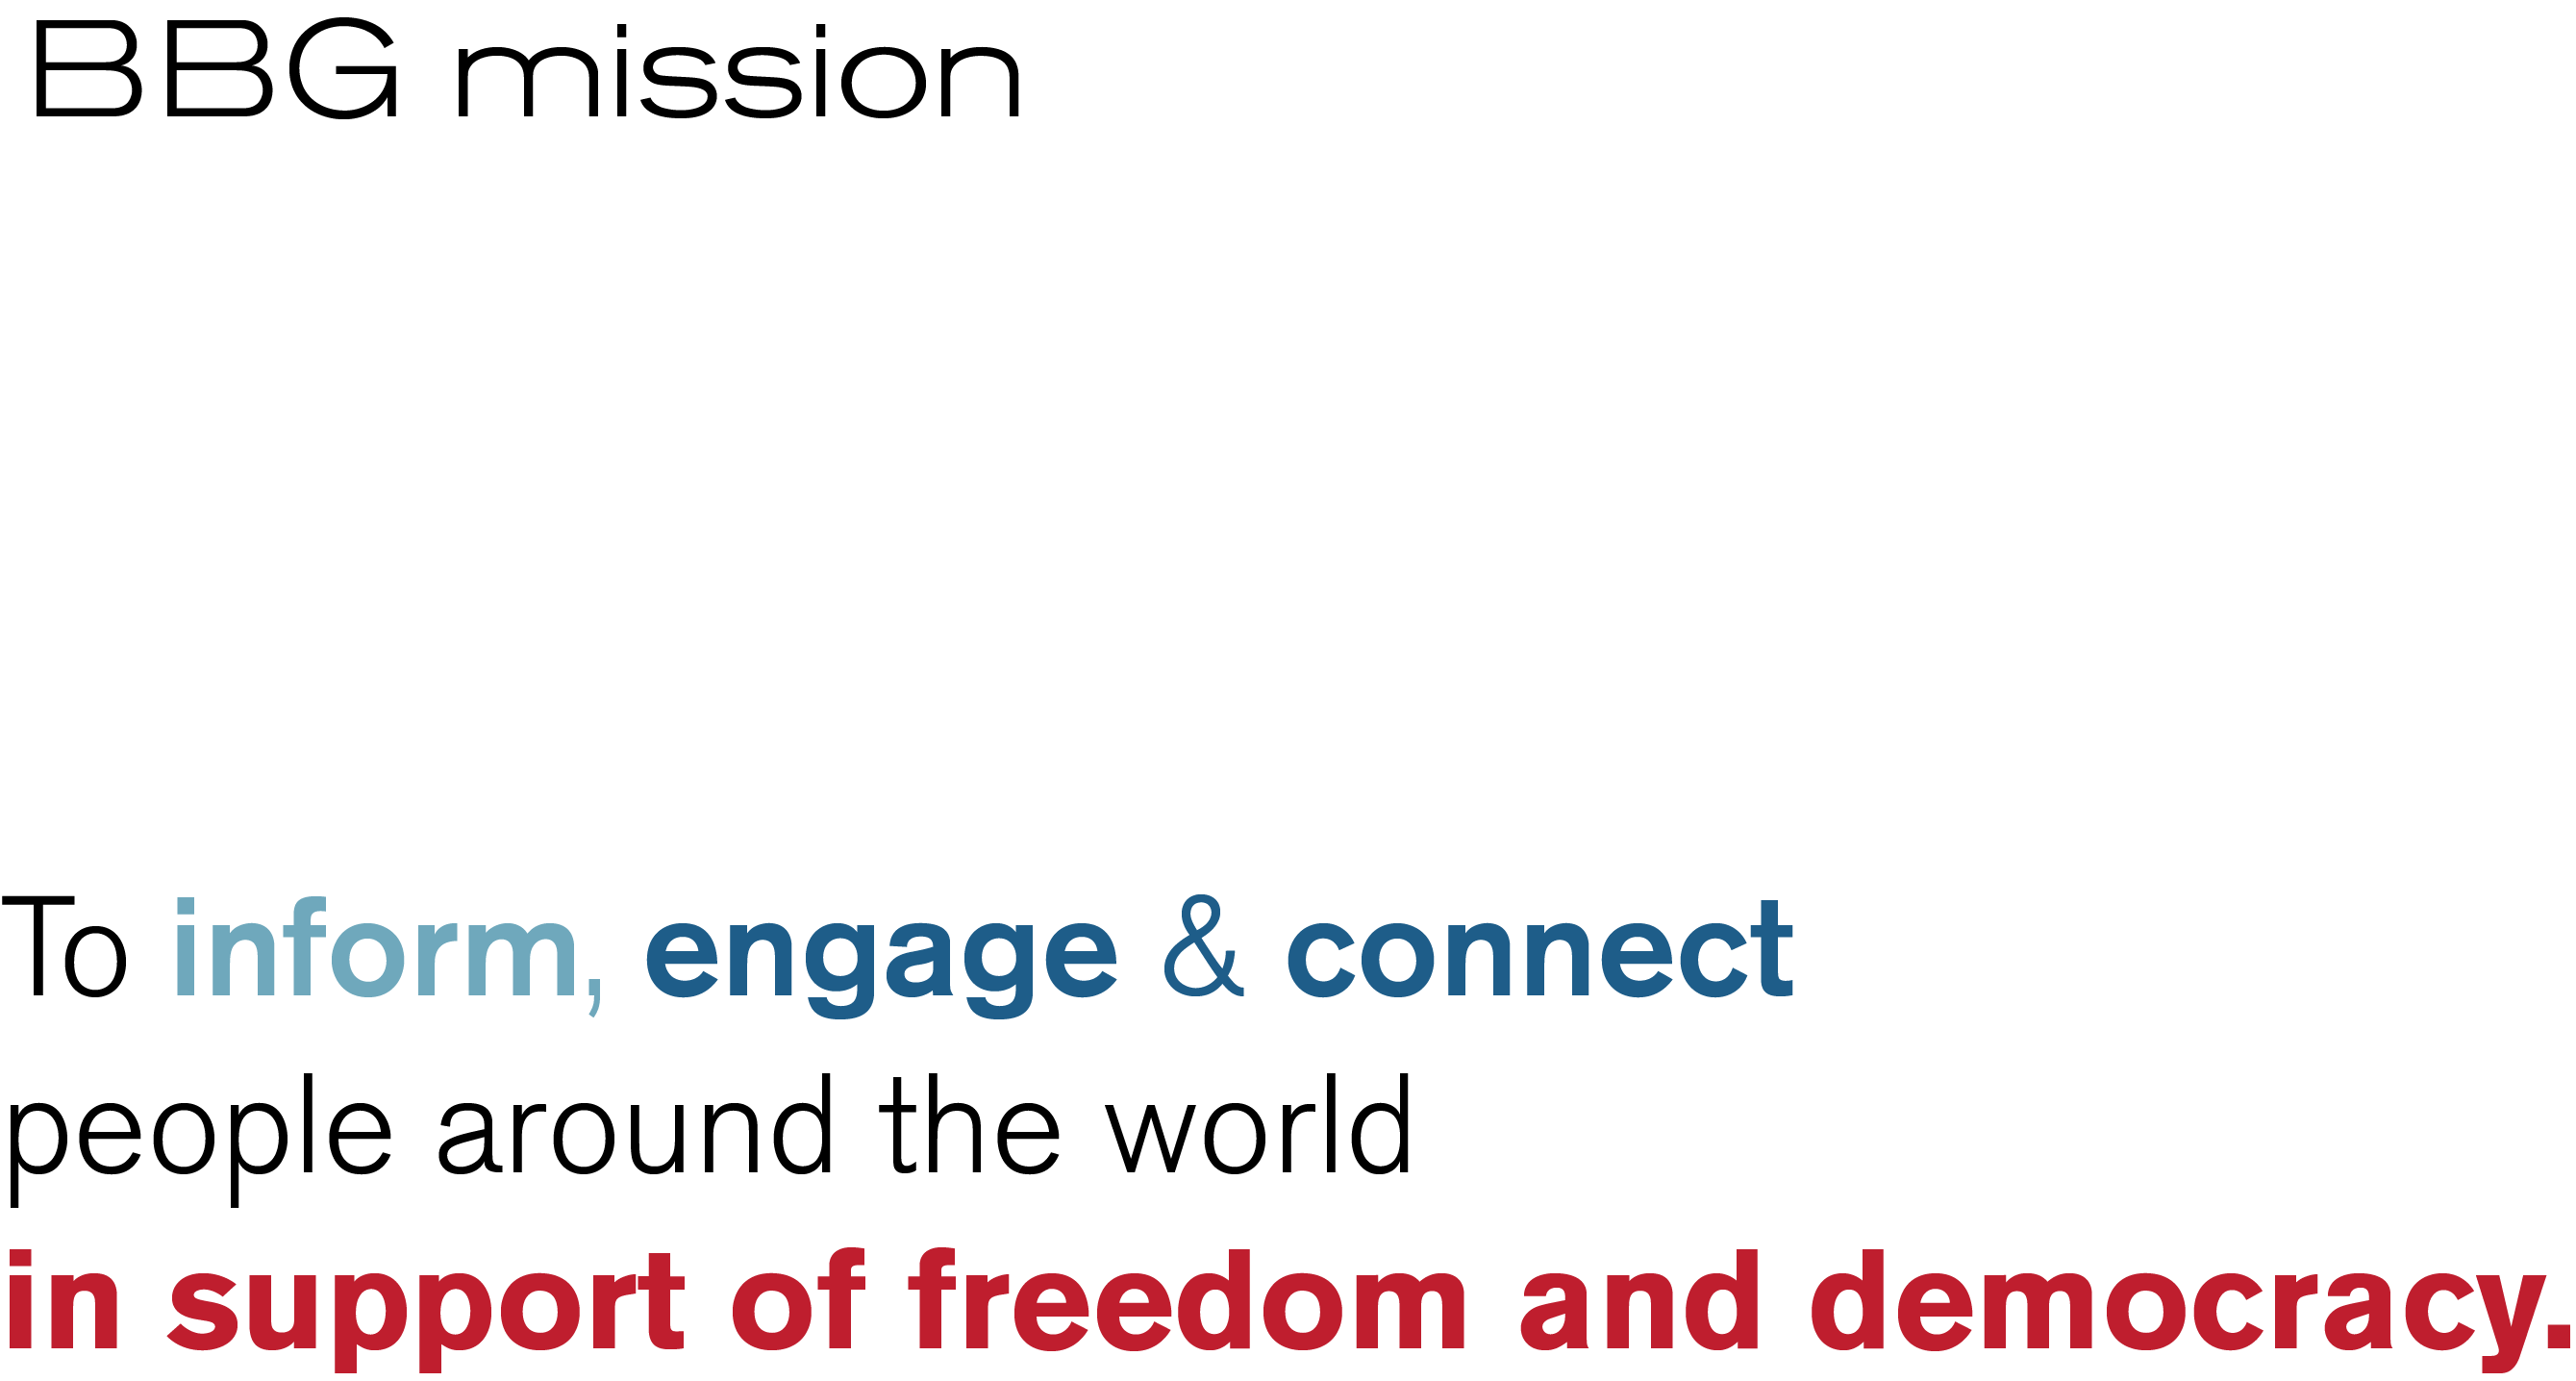 BBG mission
To inform, engage & connect
people around the world
in support of freedom and democracy.